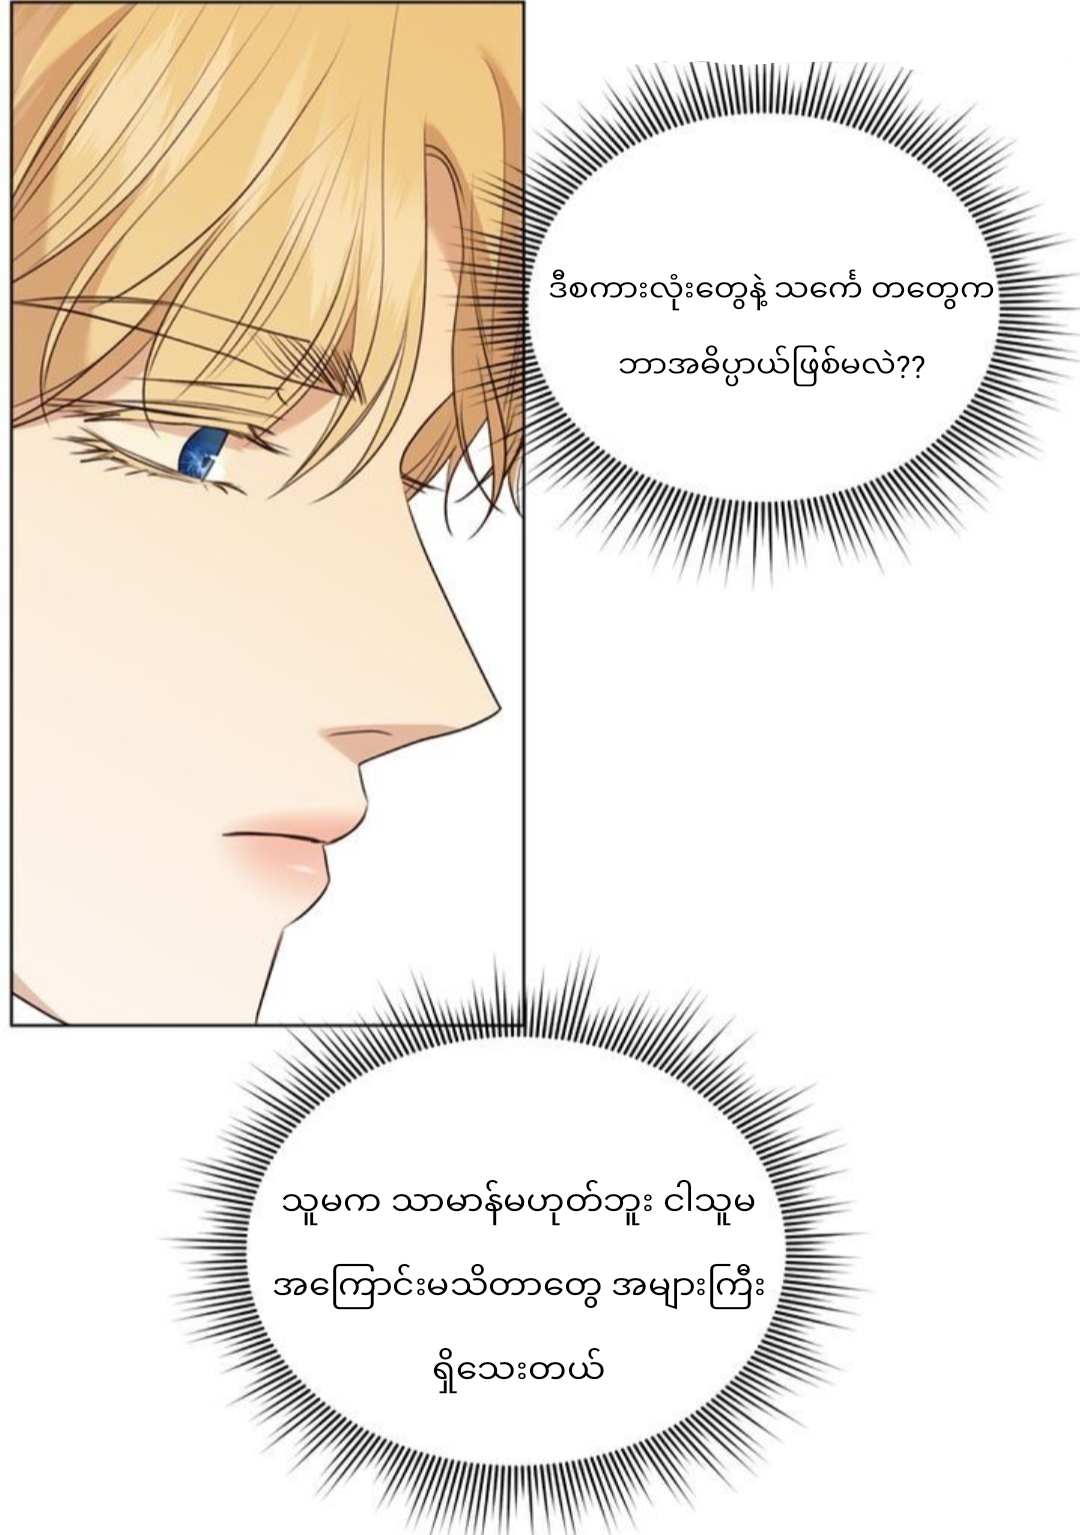 ဒီစကားလုံးတွေနဲ့ သင်္ကေ တတွေက
ဘာအဓိပ္ပာယ်ဖြစ်မလဲ??
သူမက သာမာန်မဟုတ်ဘူး ငါသူမ
အကြောင်းမသိတာတွေ အများကြီး
ရှိသေးတယ်